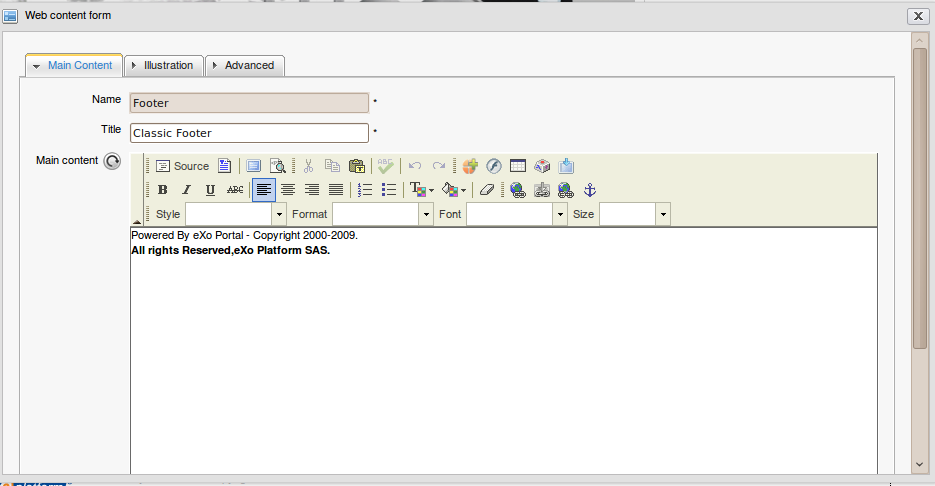 Web content form
Main Content Illustration Advanced
Name Footer *
Title Classic Footer *
Main content Source ABC
B I U ABC
Style Format Font Size
Powered By eXo Portal - Copyright 2000-2009.
All rights Reserved,eXo Platform SAS.